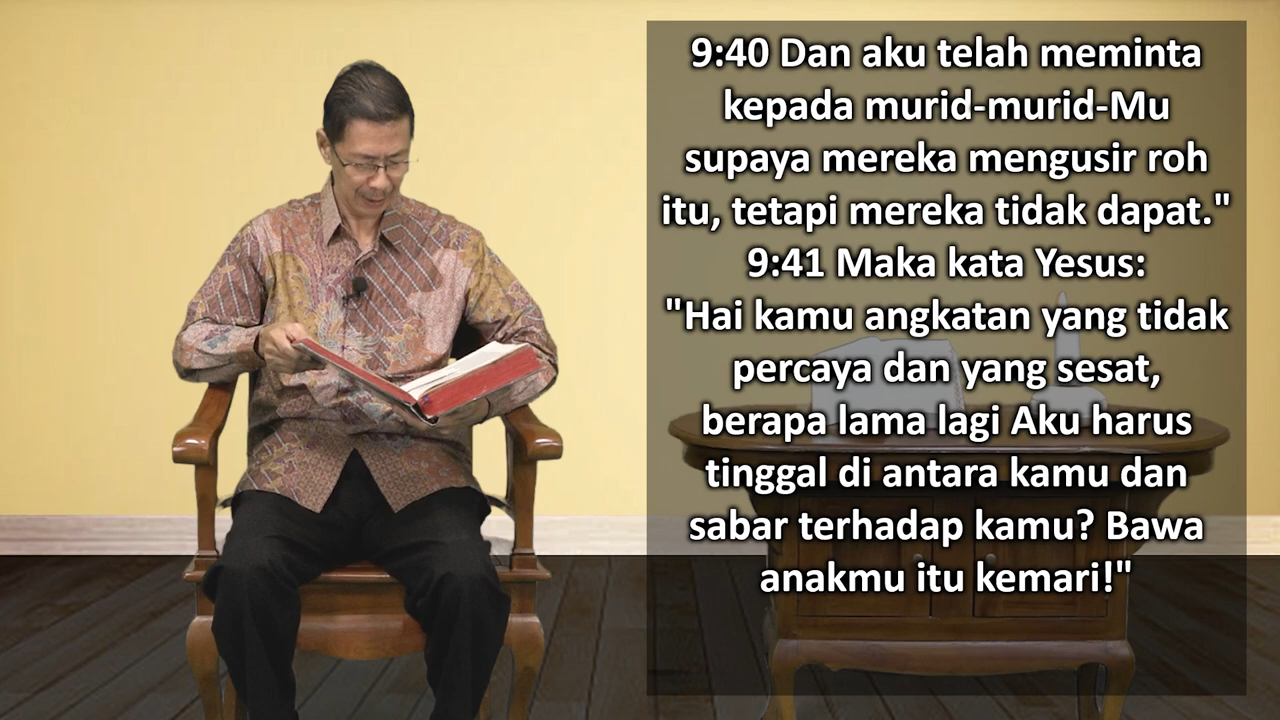 9:40 Dan aku telah meminta
kepada murid-murid-Mu
supaya mereka mengusir roh
itu, tetapi mereka tidak dapat."
9:41 Maka kata Yesus:
"Hai kamu angkatan yang tidak
percaya dan yang sesat,
berapa lama lagi Aku harus
tinggal di antara kamu dan
sabar terhadap kamu? Bawa
anakmu itu kemari!"